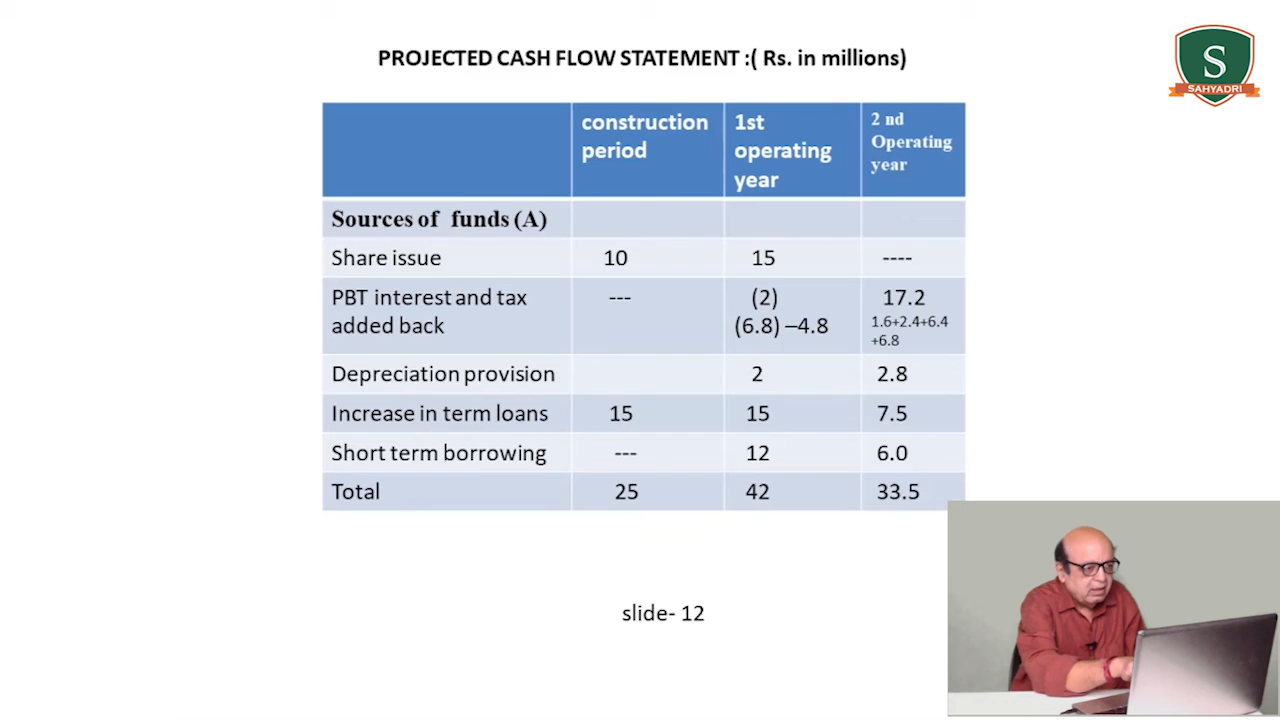 PROJECTED CASH FLOW STATEMENT :( Rs. in millions)
S
SAHYADRI
construction period
1st operating year
2 nd Operating year
Sources of funds (A)
Share issue 10 15 ----
PBT interest and tax added back --- (2) (6.8) –4.8 17.2 1.6+2.4+6.4 +6.8
Depreciation provision 2 2.8
Increase in term loans 15 15 7.5
Short term borrowing --- 12 6.0
Total 25 42 33.5
slide- 12